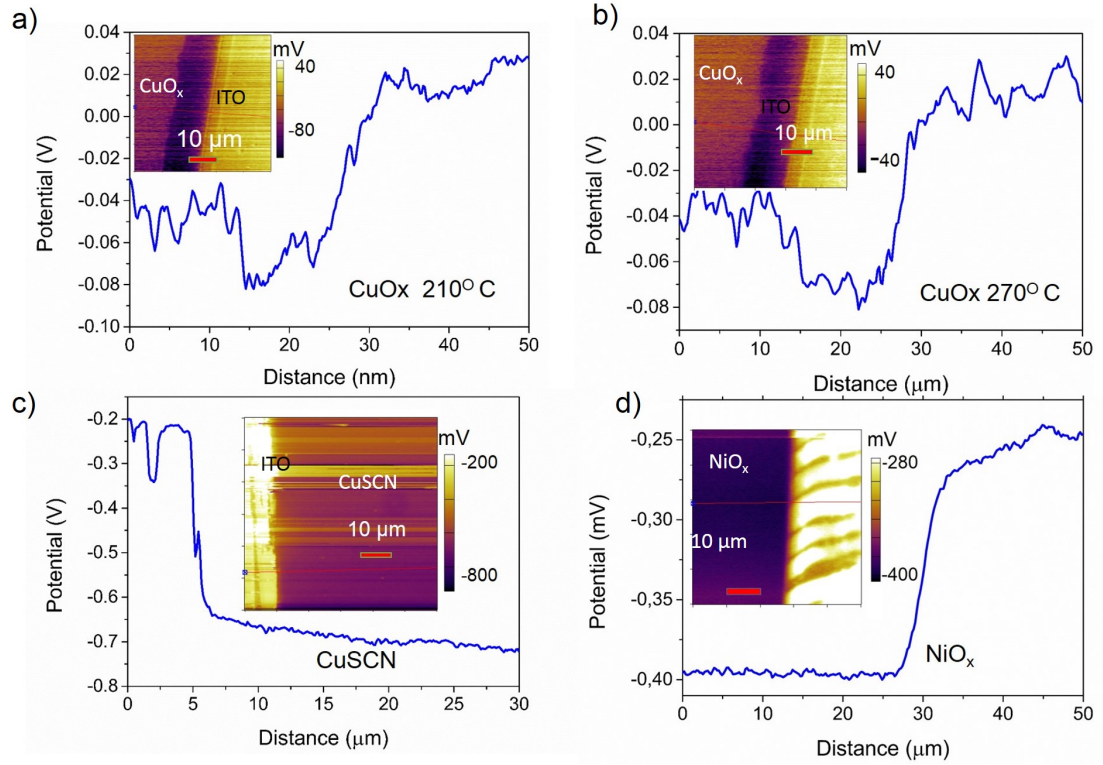 a)
0.04
0.02
0.00
-0.02
-0.04
-0.06
-0.08
-0.10
Potential (V)
CuOx
ITO
10 µm
mV
40
-80
CuOx 210O C
0
10
20
30
40
50
Distance (nm)
b)
0.04
0.02
0.00
-0.02
-0.04
-0.06
-0.08
Potential (V)
CuOx
ITO
10 µm
mV
40
-40
CuOx 270O C
0
10
20
30
40
50
Distance (µm)
c)
-0.2
-0.3
-0.4
-0.5
-0.6
-0.7
-0.8
Potential (V)
ITO
CuSCN
10 µm
mV
-200
-800
CuSCN
0
5
10
15
20
25
30
Distance (µm)
d)
-0,25
-0,30
-0,35
-0,40
Potential (mV)
NiOx
10 µm
mV
-280
-400
NiOx
0
10
20
30
40
50
Distance (µm)